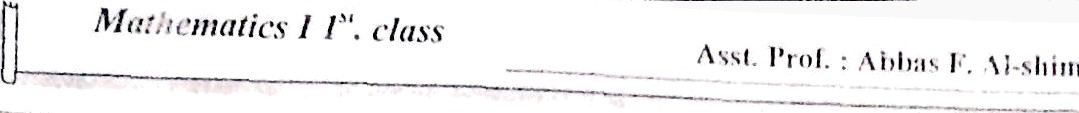 Mathematics I 1st. class
Asst. Prof. : Abbas F. Al-shim